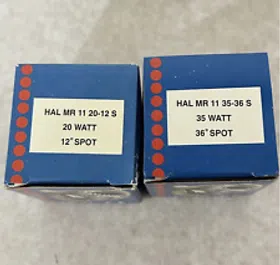 HAL MR 11 20-12 S
20 WATT
12° SPOT
HAL MR 11 35-36 S
35 WATT
36° SPOT